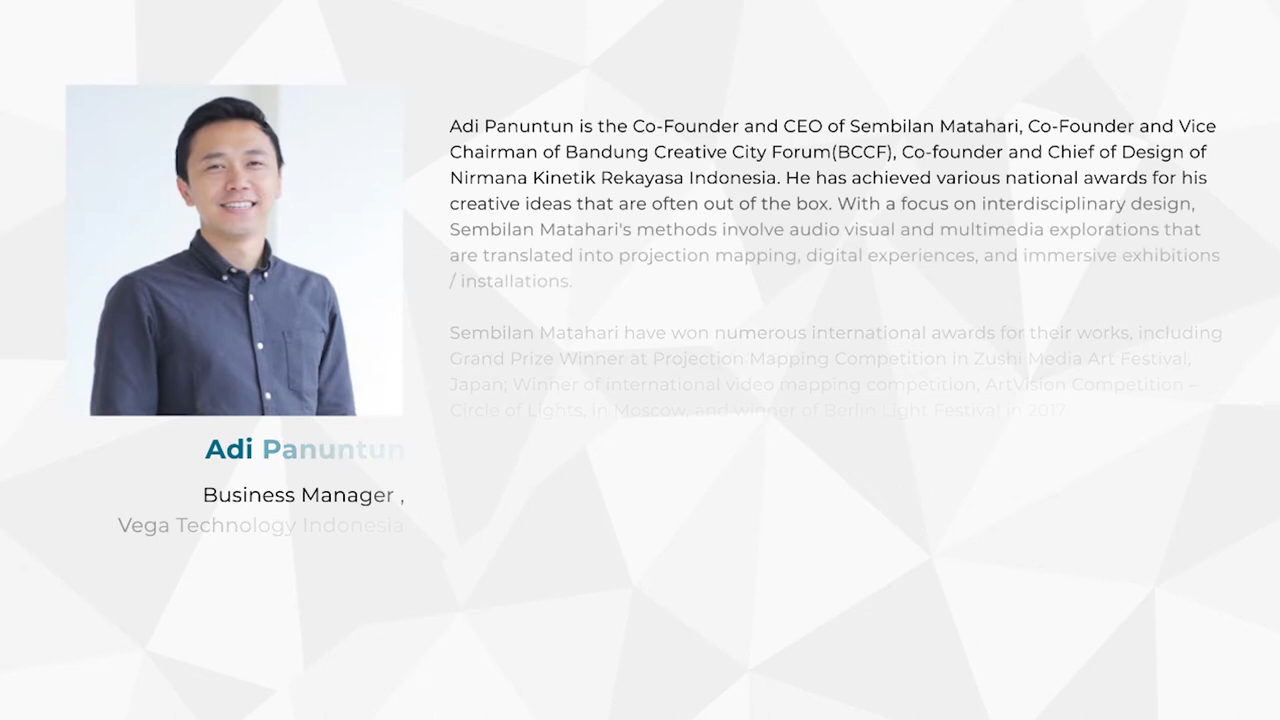 Adi Panuntun is the Co-Founder and CEO of Sembilan Matahari, Co-Founder and Vice
Chairman of Bandung Creative City Forum(BCCF), Co-founder and Chief of Design of
Nirmana Kinetik Rekayasa Indonesia. He has achieved various national awards for his
creative ideas that are often out of the box. With a focus on interdisciplinary design,
Sembilan Matahari's methods involve audio visual and multimedia explorations that
are translated into projection mapping, digital experiences, and immersive exhibitions
/ installations.
Sembilan Matahari have won numerous international awards for their works, including
Grand Prize Winner at Projection Mapping Competition in Zushi Media Art Festival,
Japan; Winner of international video mapping competition, ArtVision Competition –
Circle of Lights, in Moscow, and winner of Berlin Light Festival in 2017
Adi Panuntun
Business Manager ,
Vega Technology Indonesia